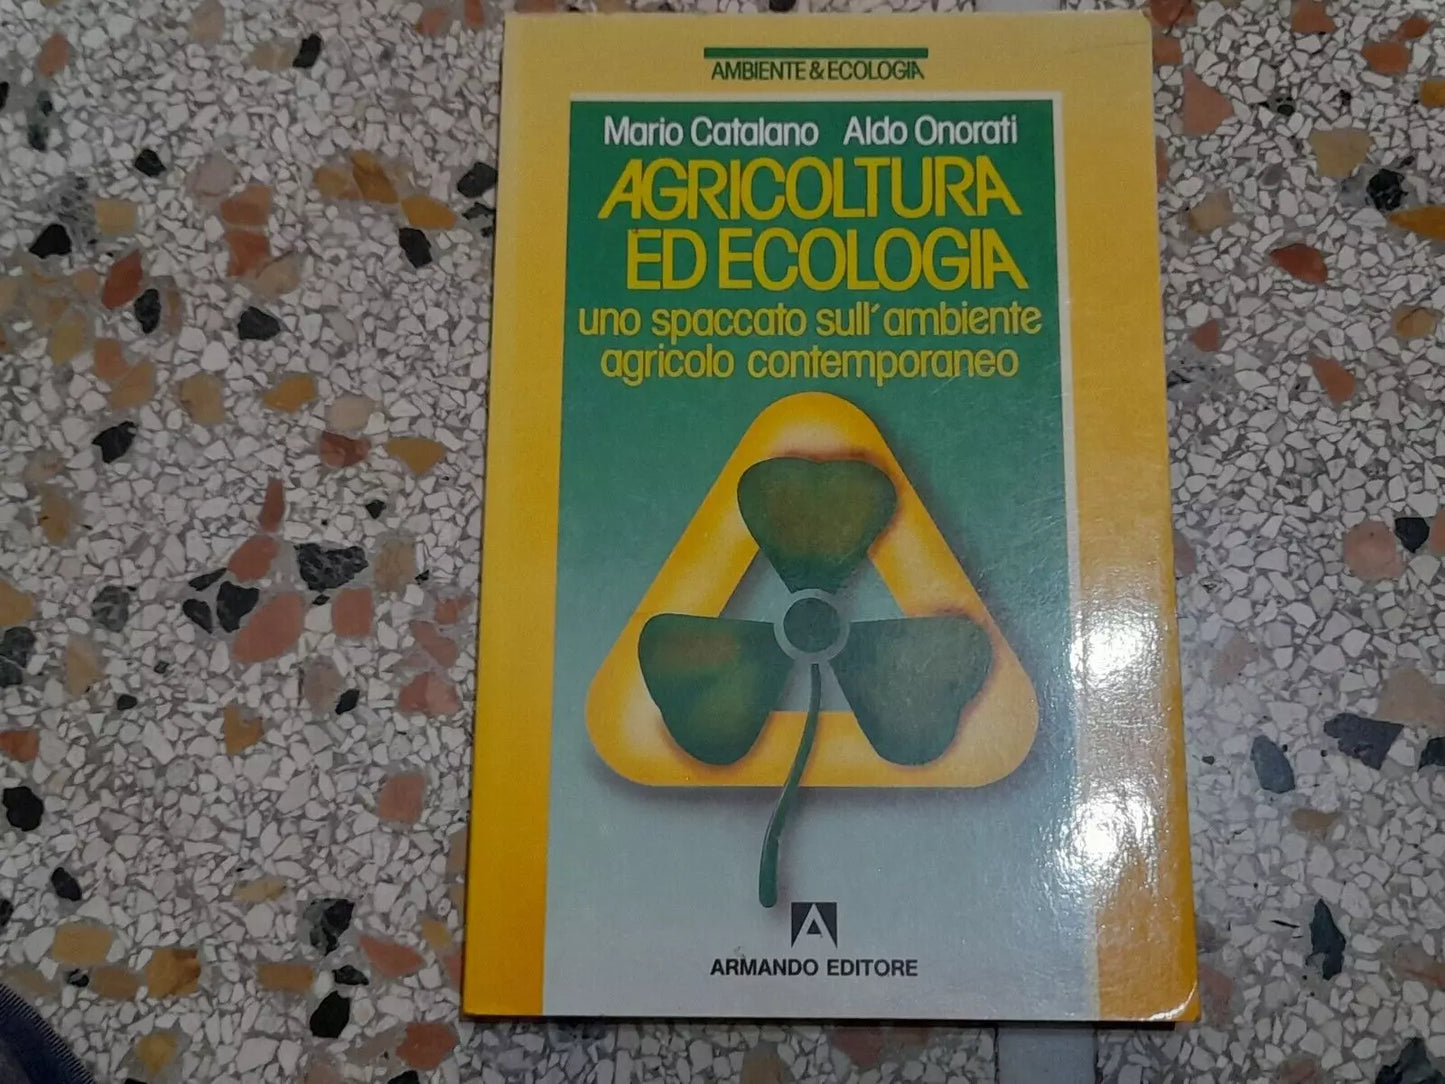 AMBIENTE & ECOLOGIA
Mario Catalano Aldo Onorati
AGRICOLTURA
ED ECOLOGIA
uno spaccato sull'ambiente
agricolo contemporaneo
A
ARMANDO EDITORE